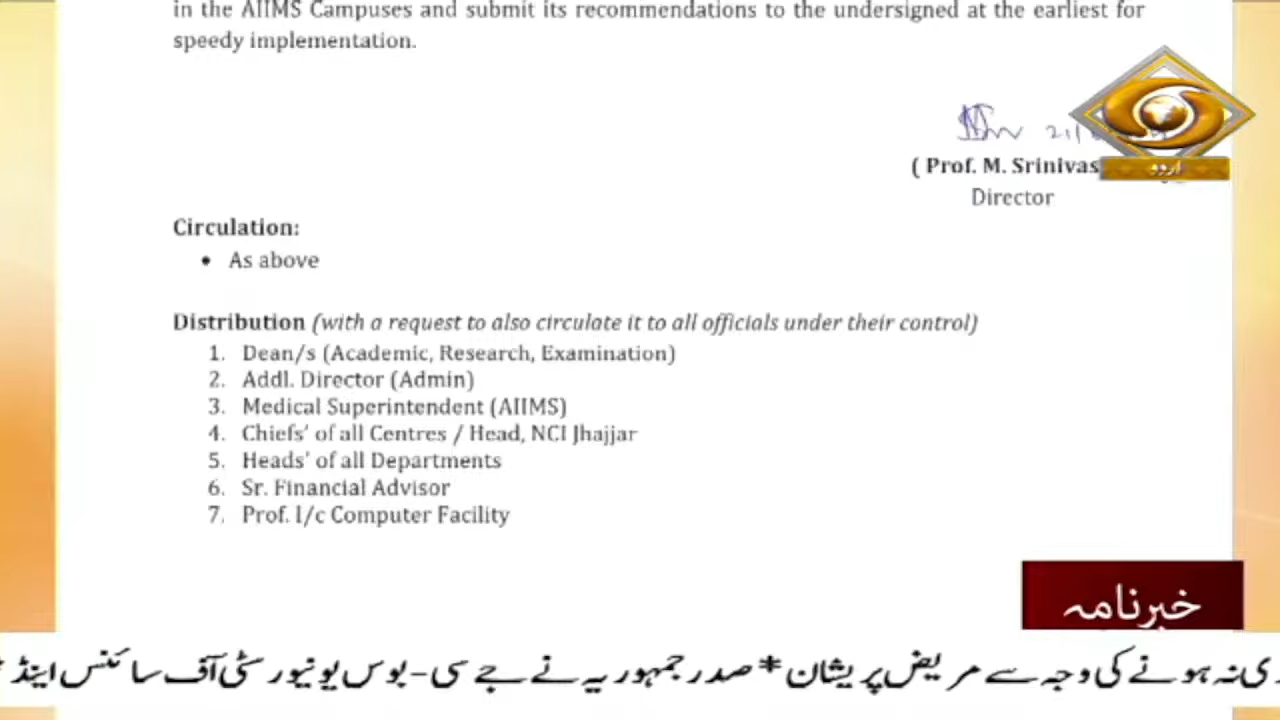 in the AIIMS Campuses and submit its recommendations to the undersigned at the earliest for
speedy implementation.
( Prof. M. Srinivas
اردو
Director
Circulation:
• As above
Distribution (with a request to also circulate it to all officials under their control)
1. Dean/s (Academic, Research, Examination)
2. Addl. Director (Admin)
3. Medical Superintendent (AIIMS)
4. Chiefs' of all Centres / Head, NCI Jhajjar
5. Heads' of all Departments
6. Sr. Financial Advisor
7. Prof. I/c Computer Facility
خبرنامہ
نہ ہونے کی وجہ سے مریض پریشان * صدر جمہوریہ نے جے سی-بوس یونیورسٹی آف سائنس اینڈ